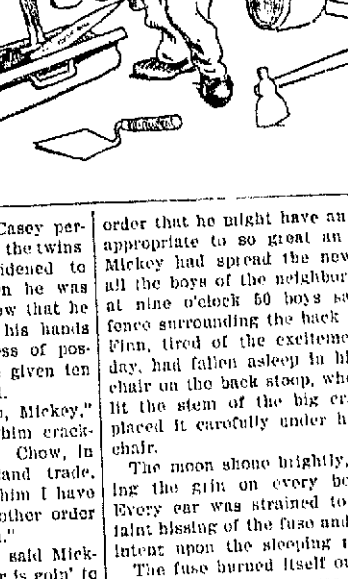 Casey per-
the twins
idened to
n he was
ow that he
his hands
ess of pos-
given ten
, Mickey,"
him crack-
Chow, in
and trade,
him I have
other order
."
said Mick-
r is goin' to
order that he might have an
appropriate to so great an
Mickey had spread the new
all the boys of the neighbur
at nine o'clock 50 boys sa
fence surrounding the back
Finn, tired of the exciteme
day, had fallen asleep in hi
chair on the back stoop, whe
lit the stem of the big cr
placed it carefully under h
chair.
The moon shone brightly,
ing the grin on every bo
Every ear was strained to
faint hissing of the fuse and
intent upon the sleeping
The fuse burned itself ou